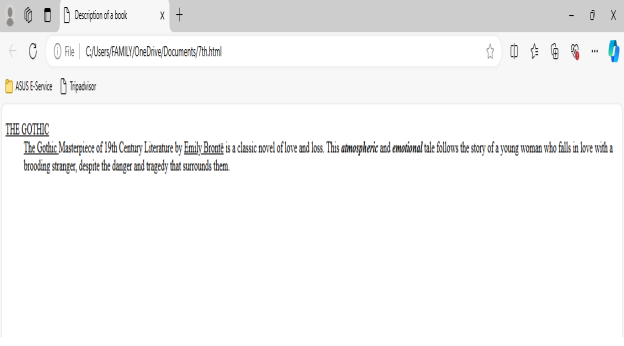 Description of a book
File C:/Users/FAMILY/OneDrive/Documents/7th.html
ASUS E-Service Tripadvisor
THE GOTHIC
The Gothic Masterpiece of 19th Century Literature by Emily Bronte is a classic novel of love and loss. This atmospheric and emotional tale follows the story of a young woman who falls in love with a
brooding stranger, despite the danger and tragedy that surrounds them.